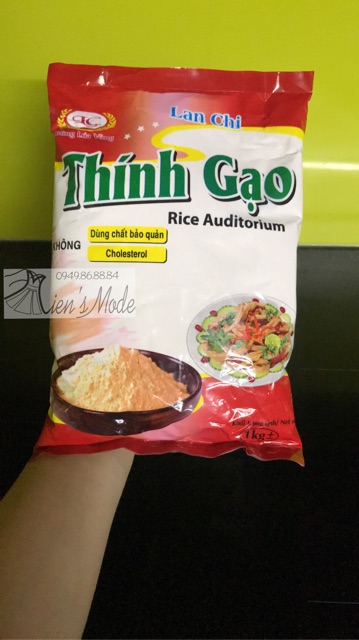 Lan Chi
Thính Gạo
Rice Auditorium
KHÔNG
Dùng chất bảo quản
Cholesterol
0949.86.88.84
Lien's Mode
1kg ±